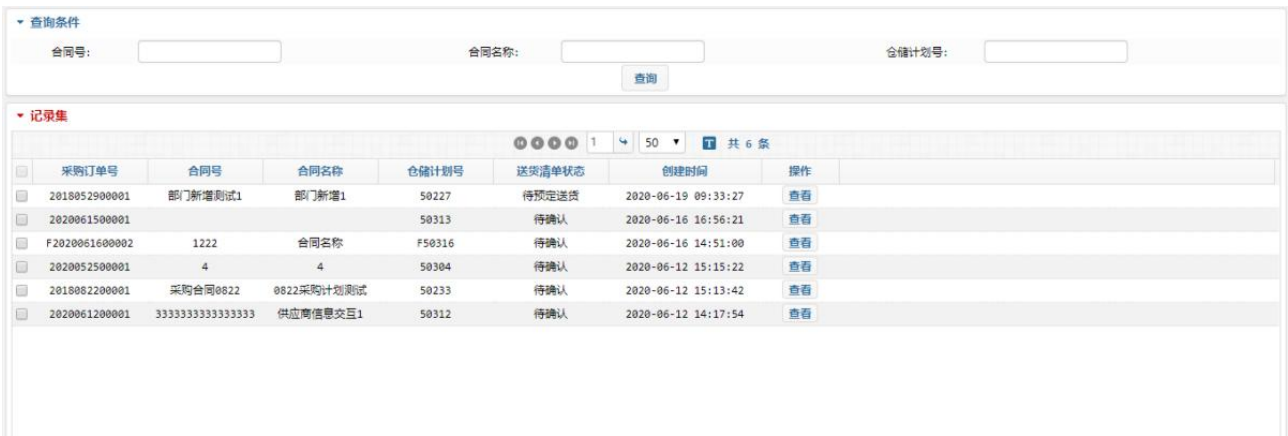 查询条件
合同号: 合同名称: 仓储计划号:
查询
记录集
1 50 T 共 6 条
采购订单号 合同号 合同名称 仓储计划号 送货清单状态 创建时间 操作
2018052900001 部门新增测试1 部门新增1 50227 待预定送货 2020-06-19 09:33:27 查看
2020061500001 50313 待确认 2020-06-16 16:56:21 查看
F2020061600002 1222 合同名称 F50316 待确认 2020-06-16 14:51:00 查看
2020052500001 4 4 50304 待确认 2020-06-12 15:15:22 查看
2018082200001 采购合同0822 0822采购计划测试 50233 待确认 2020-06-12 15:13:42 查看
2020061200001 3333333333333333 供应商信息交互1 50312 待确认 2020-06-12 14:17:54 查看